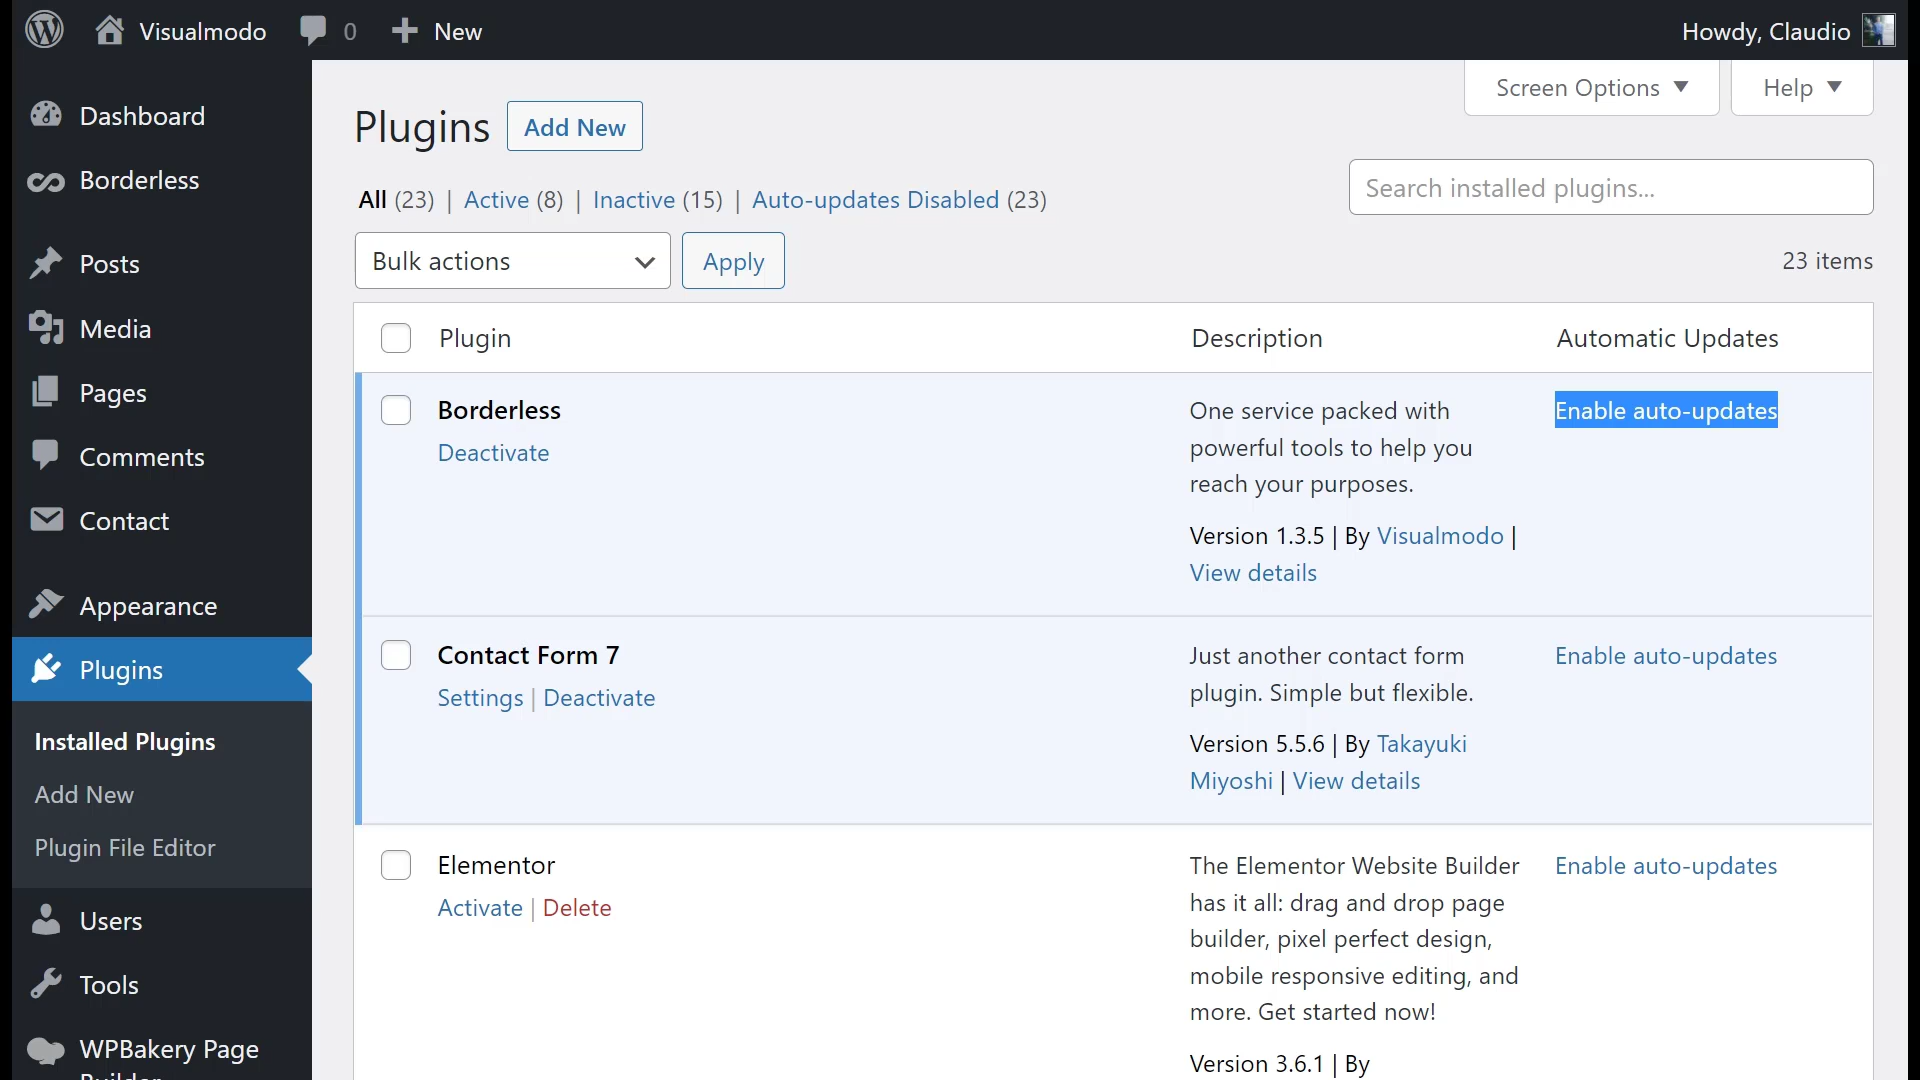 Visualmodo 0 New Howdy, Claudio
Dashboard
Borderless
Posts
Media
Pages
Comments
Contact
Appearance
Plugins
Installed Plugins
Add New
Plugin File Editor
Users
Tools
WPBakery Page
Screen Options Help
Plugins Add New
Search installed plugins...
All (23) | Active (8) | Inactive (15) | Auto-updates Disabled (23)
Bulk actions Apply 23 items
Plugin Description Automatic Updates
Borderless
Deactivate
One service packed with
powerful tools to help you
reach your purposes.
Version 1.3.5 | By Visualmodo |
View details
Enable auto-updates
Contact Form 7
Settings | Deactivate
Just another contact form
plugin. Simple but flexible.
Version 5.5.6 | By Takayuki
Miyoshi | View details
Enable auto-updates
Elementor
Activate | Delete
The Elementor Website Builder
has it all: drag and drop page
builder, pixel perfect design,
mobile responsive editing, and
more. Get started now!
Version 3.6.1 | By
Enable auto-updates